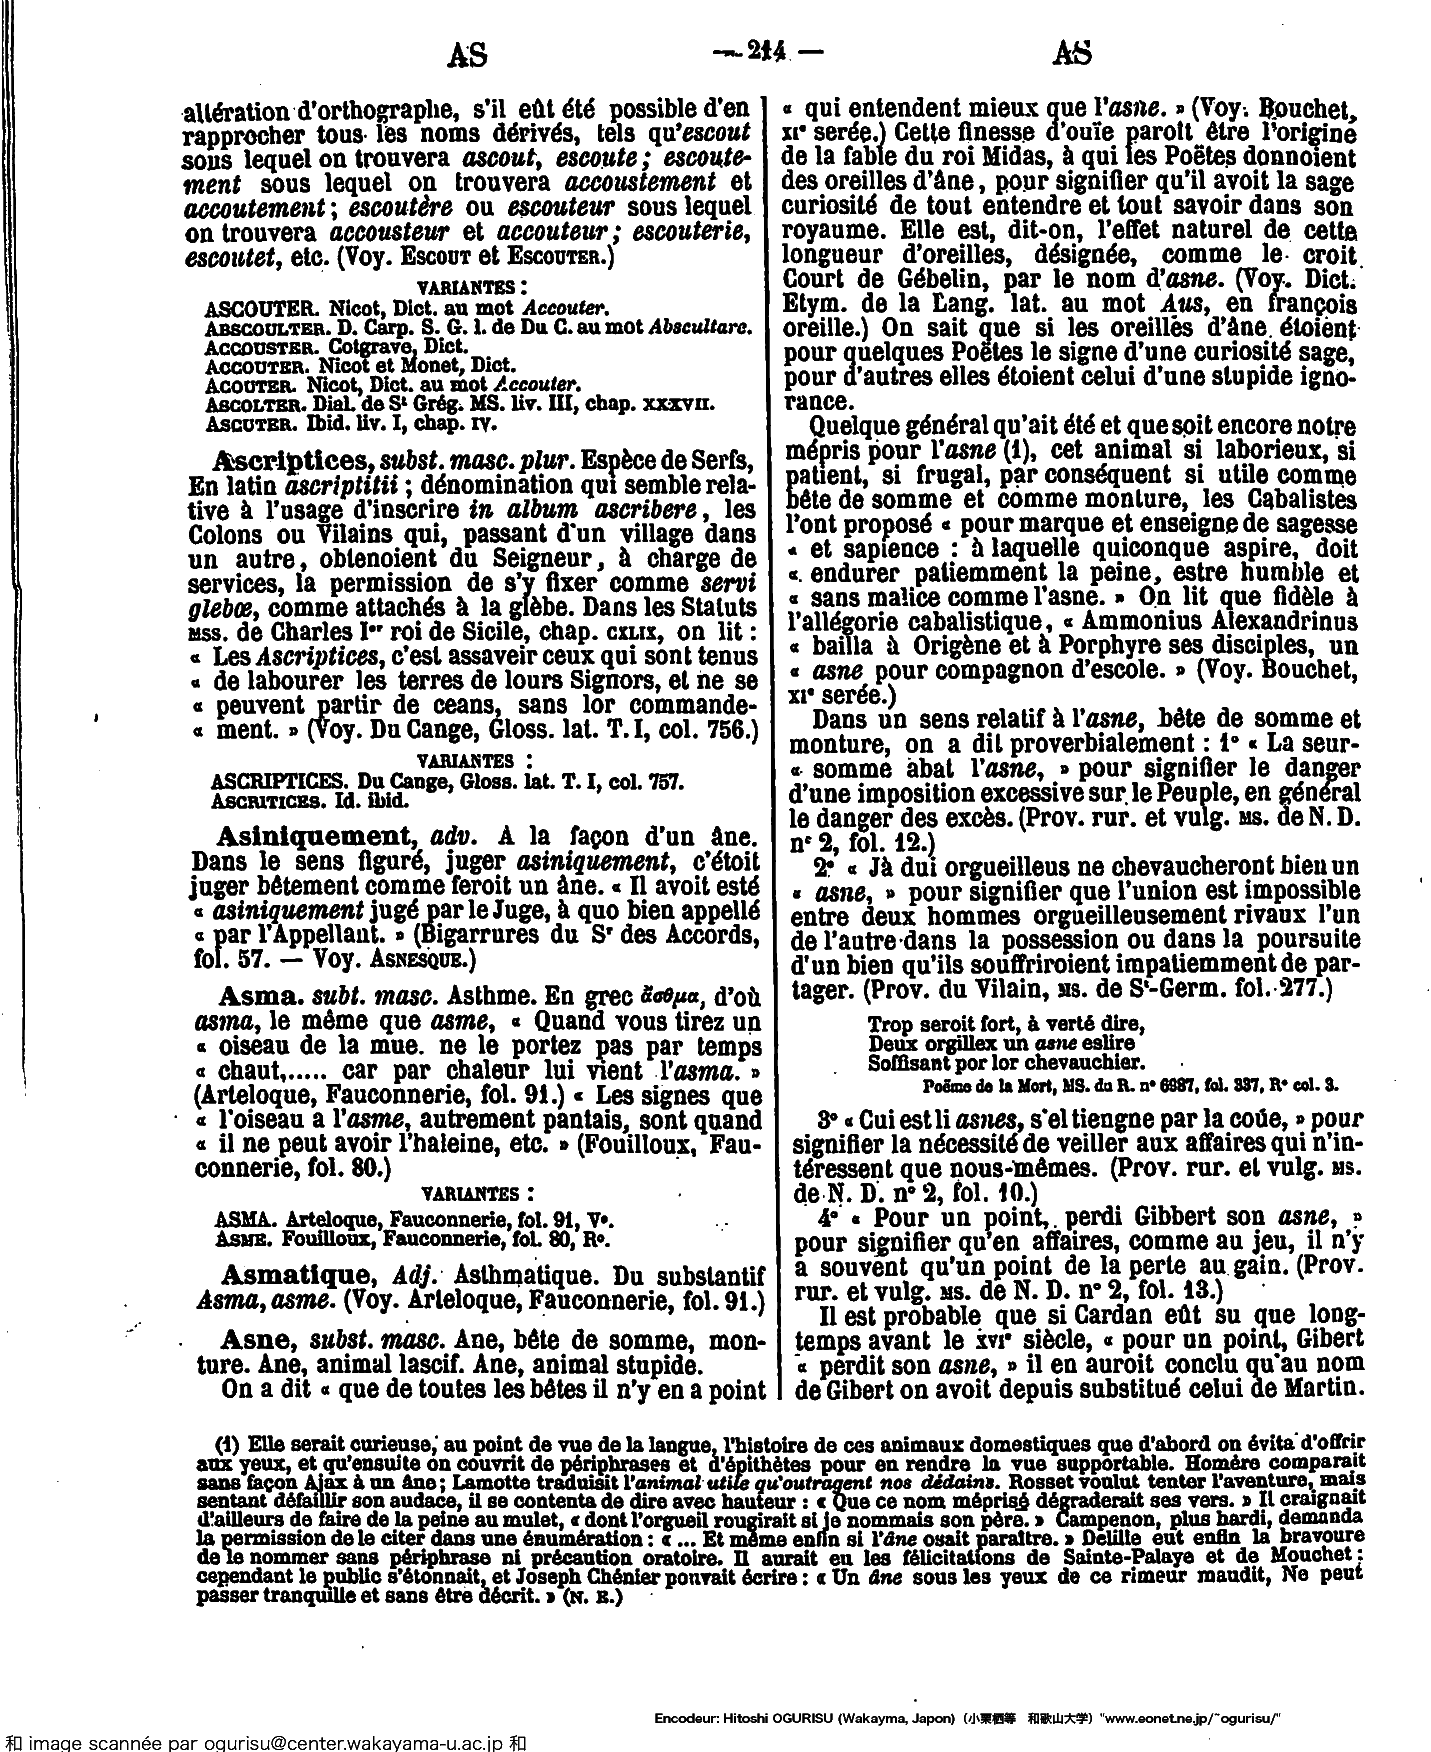 AS
— 214 —
AS
altération d'orthographe, s'il eût été possible d'en
rapprocher tous les noms dérivés, tels qu'escout
sous lequel on trouvera ascout, escoute; escoute-
ment sous lequel on trouvera accoustement et
accoutement; escoutère ou escouteur sous lequel
on trouvera accousteur et accouteur; escouterie,
escoutet, etc. (Voy. ESCOUT et ESCOUTER.)
VARIANTES :
ASCOUTER. Nicot, Dict. au mot Accouter.
ABSCOULTER. D. Carp. S. G. l. de Du C. au mot Abscultare.
ACCOUSTER. Cotgrave, Dict.
ACCOUTER. Nicot et Monet, Dict.
ACOUTER. Nicot, Dict. au mot Accouter.
ASCOLTER. Dial. de St Grég. MS. liv. III, chap. XXXVII.
ASCUTER. Ibid. liv. I, chap. IV.
Ascriptices, subst. masc. plur. Espèce de Serfs,
En latin ascriptitii; dénomination qui semble rela-
tive à l'usage d'inscrire in album ascribere, les
Colons ou Vilains qui, passant d'un village dans
un autre, obtenoient du Seigneur, à charge de
services, la permission de s'y fixer comme servi
glebœ, comme attachés à la glèbe. Dans les Statuts
MSS. de Charles Ier roi de Sicile, chap. CXLIX, on lit :
« Les Ascriptices, c'est assaveir ceux qui sont tenus
« de labourer les terres de lours Signors, et ne se
« peuvent partir de ceans, sans lor commande-
« ment. » (Voy. Du Cange, Gloss. lat. T. I, col. 756.)
VARIANTES :
ASCRIPTICES. Du Cange, Gloss. lat. T. I, col. 757.
ASCRITICES. Id. ibid.
Asiniquement, adv. A la façon d'un âne.
Dans le sens figuré, juger asiniquement, c'étoit
juger bêtement comme feroit un âne. « Il avoit esté
« asiniquement jugé par le Juge, à quo bien appellé
« par l'Appellant. » (Bigarrures du Sr des Accords,
fol. 57. — Voy. ASNESQUE.)
Asma. subt. masc. Asthme. En grec ἄσθμα, d'où
asma, le même que asme, « Quand vous tirez un
« oiseau de la mue. ne le portez pas par temps
« chaut,..... car par chaleur lui vient l'asma. »
(Arteloque, Fauconnerie, fol. 91.) « Les signes que
« l'oiseau a l'asme, autrement pantais, sont quand
« il ne peut avoir l'haleine, etc. » (Fouilloux, Fau-
connerie, fol. 80.)
VARIANTES :
ASMA. Arteloque, Fauconnerie, fol. 91, Vo.
ASME. Fouilloux, Fauconnerie, fol. 80, Ro.
Asmatique, Adj. Asthmatique. Du substantif
Asma, asme. (Voy. Arteloque, Fauconnerie, fol. 91.)
Asne, subst. masc. Ane, bête de somme, mon-
ture. Ane, animal lascif. Ane, animal stupide.
On a dit « que de toutes les bêtes il n'y en a point
« qui entendent mieux que l'asne. » (Voy. Bouchet,
XIe serée.) Cette finesse d'ouïe paroît être l'origine
de la fable du roi Midas, à qui les Poëtes donnoient
des oreilles d'âne, pour signifier qu'il avoit la sage
curiosité de tout entendre et tout savoir dans son
royaume. Elle est, dit-on, l'effet naturel de cette
longueur d'oreilles, désignée, comme le croit
Court de Gébelin, par le nom d'asne. (Voy. Dict.
Etym. de la Lang. lat. au mot Aus, en françois
oreille.) On sait que si les oreilles d'âne étoient
pour quelques Poëtes le signe d'une curiosité sage,
pour d'autres elles étoient celui d'une stupide igno-
rance.
Quelque général qu'ait été et que soit encore notre
mépris pour l'asne (1), cet animal si laborieux, si
patient, si frugal, par conséquent si utile comme
bête de somme et comme monture, les Cabalistes
l'ont proposé « pour marque et enseigne de sagesse
« et sapience : à laquelle quiconque aspire, doit
« endurer patiemment la peine, estre humble et
« sans malice comme l'asne. » On lit que fidèle à
l'allégorie cabalistique, « Ammonius Alexandrinus
« bailla à Origène et à Porphyre ses disciples, un
« asne pour compagnon d'escole. » (Voy. Bouchet,
XIe serée.)
Dans un sens relatif à l'asne, bête de somme et
monture, on a dit proverbialement : 1o « La seur-
« somme abat l'asne, » pour signifier le danger
d'une imposition excessive sur le Peuple, en général
le danger des excès. (Prov. rur. et vulg. MS. de N. D.
no 2, fol. 12.)
2o « Jà dui orgueilleus ne chevaucheront bien un
« asne, » pour signifier que l'union est impossible
entre deux hommes orgueilleusement rivaux l'un
de l'autre dans la possession ou dans la poursuite
d'un bien qu'ils souffriroient impatiemment de par-
tager. (Prov. du Vilain, MS. de St-Germ. fol. 277.)
Trop seroit fort, à verté dire,
Deux orgillex un asne eslire
Soffisant por lor chevauchier.
Poëme de la Mort, MS. du R. no 6987, fol. 337, Ro col. 3.
3o « Cui est li asnes, s'el tiengne par la coüe, » pour
signifier la nécessité de veiller aux affaires qui n'in-
téressent que nous-mêmes. (Prov. rur. et vulg. MS.
de N. D. no 2, fol. 10.)
4o « Pour un point, perdi Gibbert son asne, »
pour signifier qu'en affaires, comme au jeu, il n'y
a souvent qu'un point de la perte au gain. (Prov.
rur. et vulg. MS. de N. D. no 2, fol. 13.)
Il est probable que si Cardan eût su que long-
temps avant le XVIe siècle, « pour un point, Gibert
« perdit son asne, » il en auroit conclu qu'au nom
de Gibert on avoit depuis substitué celui de Martin.
(1) Elle serait curieuse, au point de vue de la langue, l'histoire de ces animaux domestiques que d'abord on évita d'offrir
aux yeux, et qu'ensuite on couvrit de périphrases et d'épithètes pour en rendre la vue supportable. Homère comparait
sans façon Ajax à un âne; Lamotte traduisit l'animal utile qu'outragent nos dédains. Rosset voulut tenter l'aventure, mais
sentant défaillir son audace, il se contenta de dire avec hauteur : « Que ce nom méprisé dégraderait ses vers. » Il craignait
d'ailleurs de faire de la peine au mulet, « dont l'orgueil rougirait si je nommais son père. » Campenon, plus hardi, demanda
la permission de le citer dans une énumération : « ... Et même enfin si l'âne osait paraître. » Delille eut enfin la bravoure
de le nommer sans périphrase ni précaution oratoire. Il aurait eu les félicitations de Sainte-Palaye et de Mouchet;
cependant le public s'étonnait, et Joseph Chénier pouvait écrire : « Un âne sous les yeux de ce rimeur maudit, Ne peut
passer tranquille et sans être décrit. » (N. E.)
Encodeur: Hitoshi OGURISU (Wakayma, Japon) (小栗栖等 和歌山大学) "www.eonet.ne.jp/~ogurisu/"
和 image scannée par ogurisu@center.wakayama-u.ac.jp 和